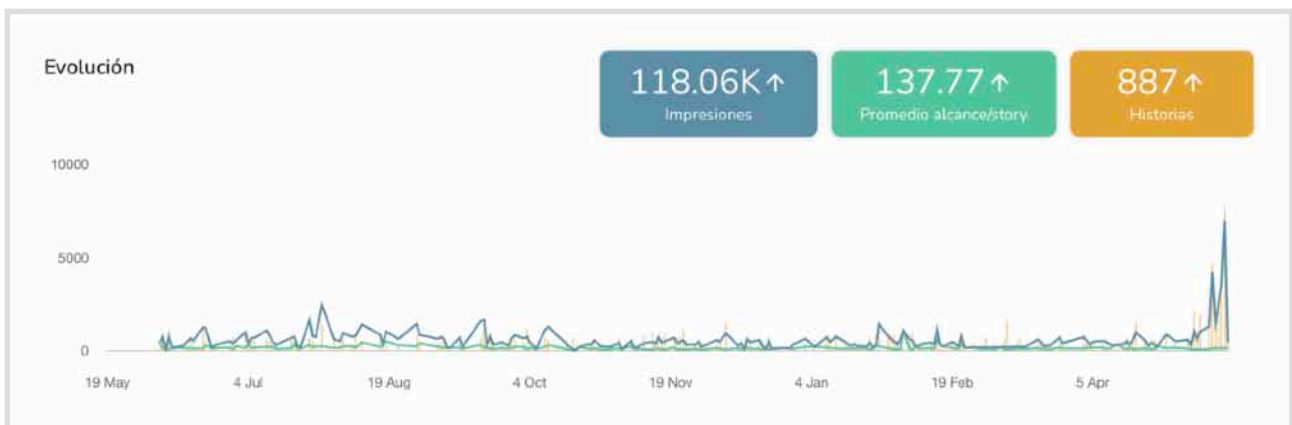 Evolución
118.06K↑
Impresiones
137.77↑
Promedio alcance/story
887↑
Historias
10000
5000
0
19 May
4 Jul
19 Aug
4 Oct
19 Nov
4 Jan
19 Feb
5 Apr